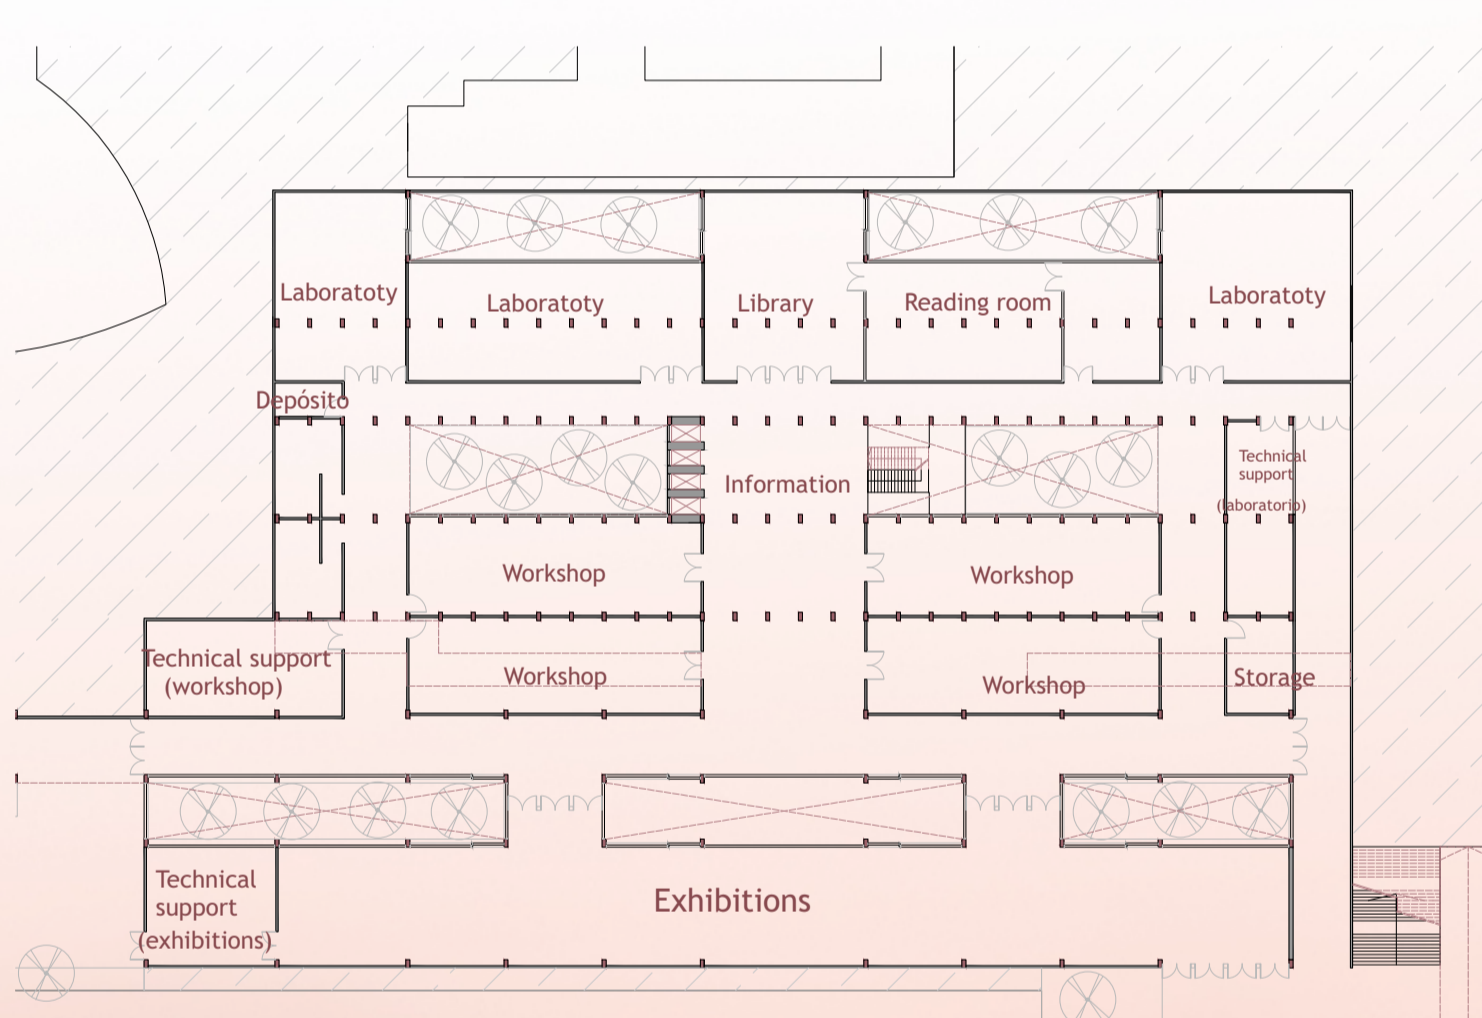 Laboratoty
Laboratoty
Library
Reading room
Laboratoty
Depósito
Information
Technical
support
(laboratorio)
Workshop
Workshop
Technical support
(workshop)
Workshop
Workshop
Storage
Technical
support
(exhibitions)
Exhibitions